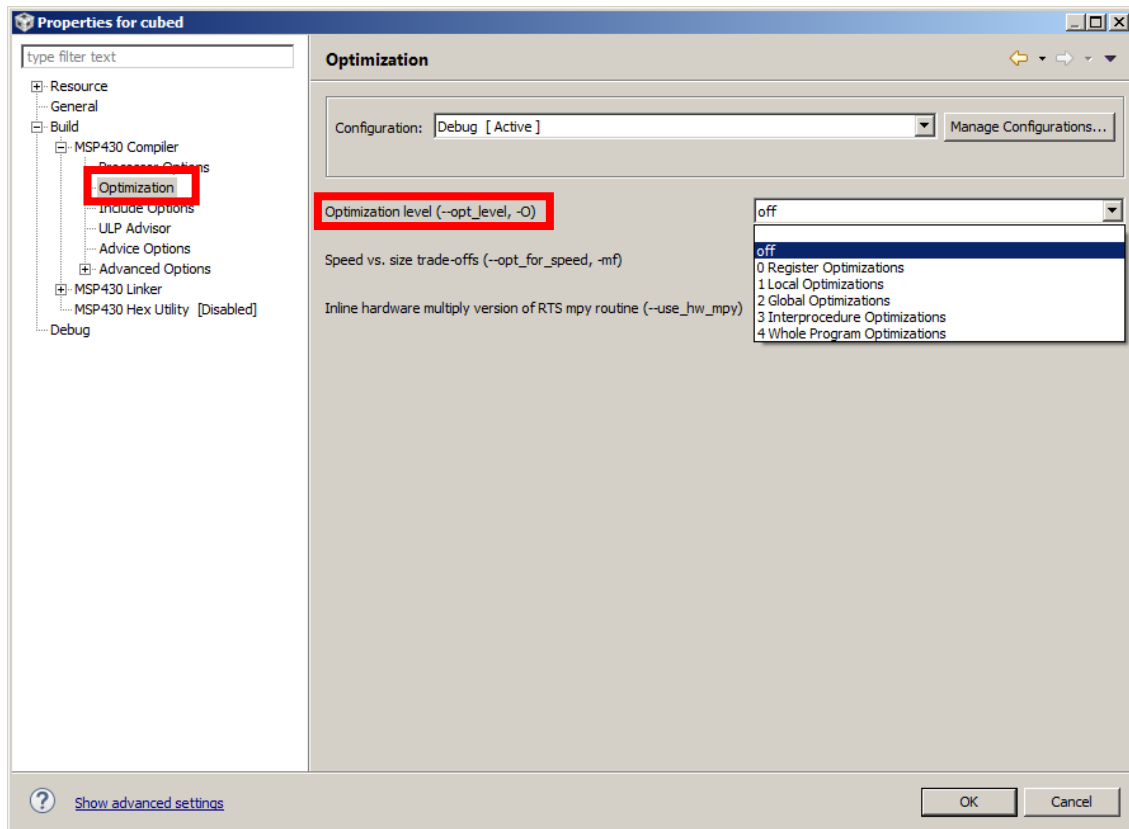 Properties for cubed
type filter text
Resource
General
Build
MSP430 Compiler
Processor Options
Optimization
Include Options
ULP Advisor
Advice Options
Advanced Options
MSP430 Linker
MSP430 Hex Utility [Disabled]
Debug
Optimization
Configuration: Debug [ Active ] Manage Configurations...
Optimization level (--opt_level, -O) off
Speed vs. size trade-offs (--opt_for_speed, -mf)
Inline hardware multiply version of RTS mpy routine (--use_hw_mpy)
off
0 Register Optimizations
1 Local Optimizations
2 Global Optimizations
3 Interprocedure Optimizations
4 Whole Program Optimizations
? Show advanced settings
OK Cancel